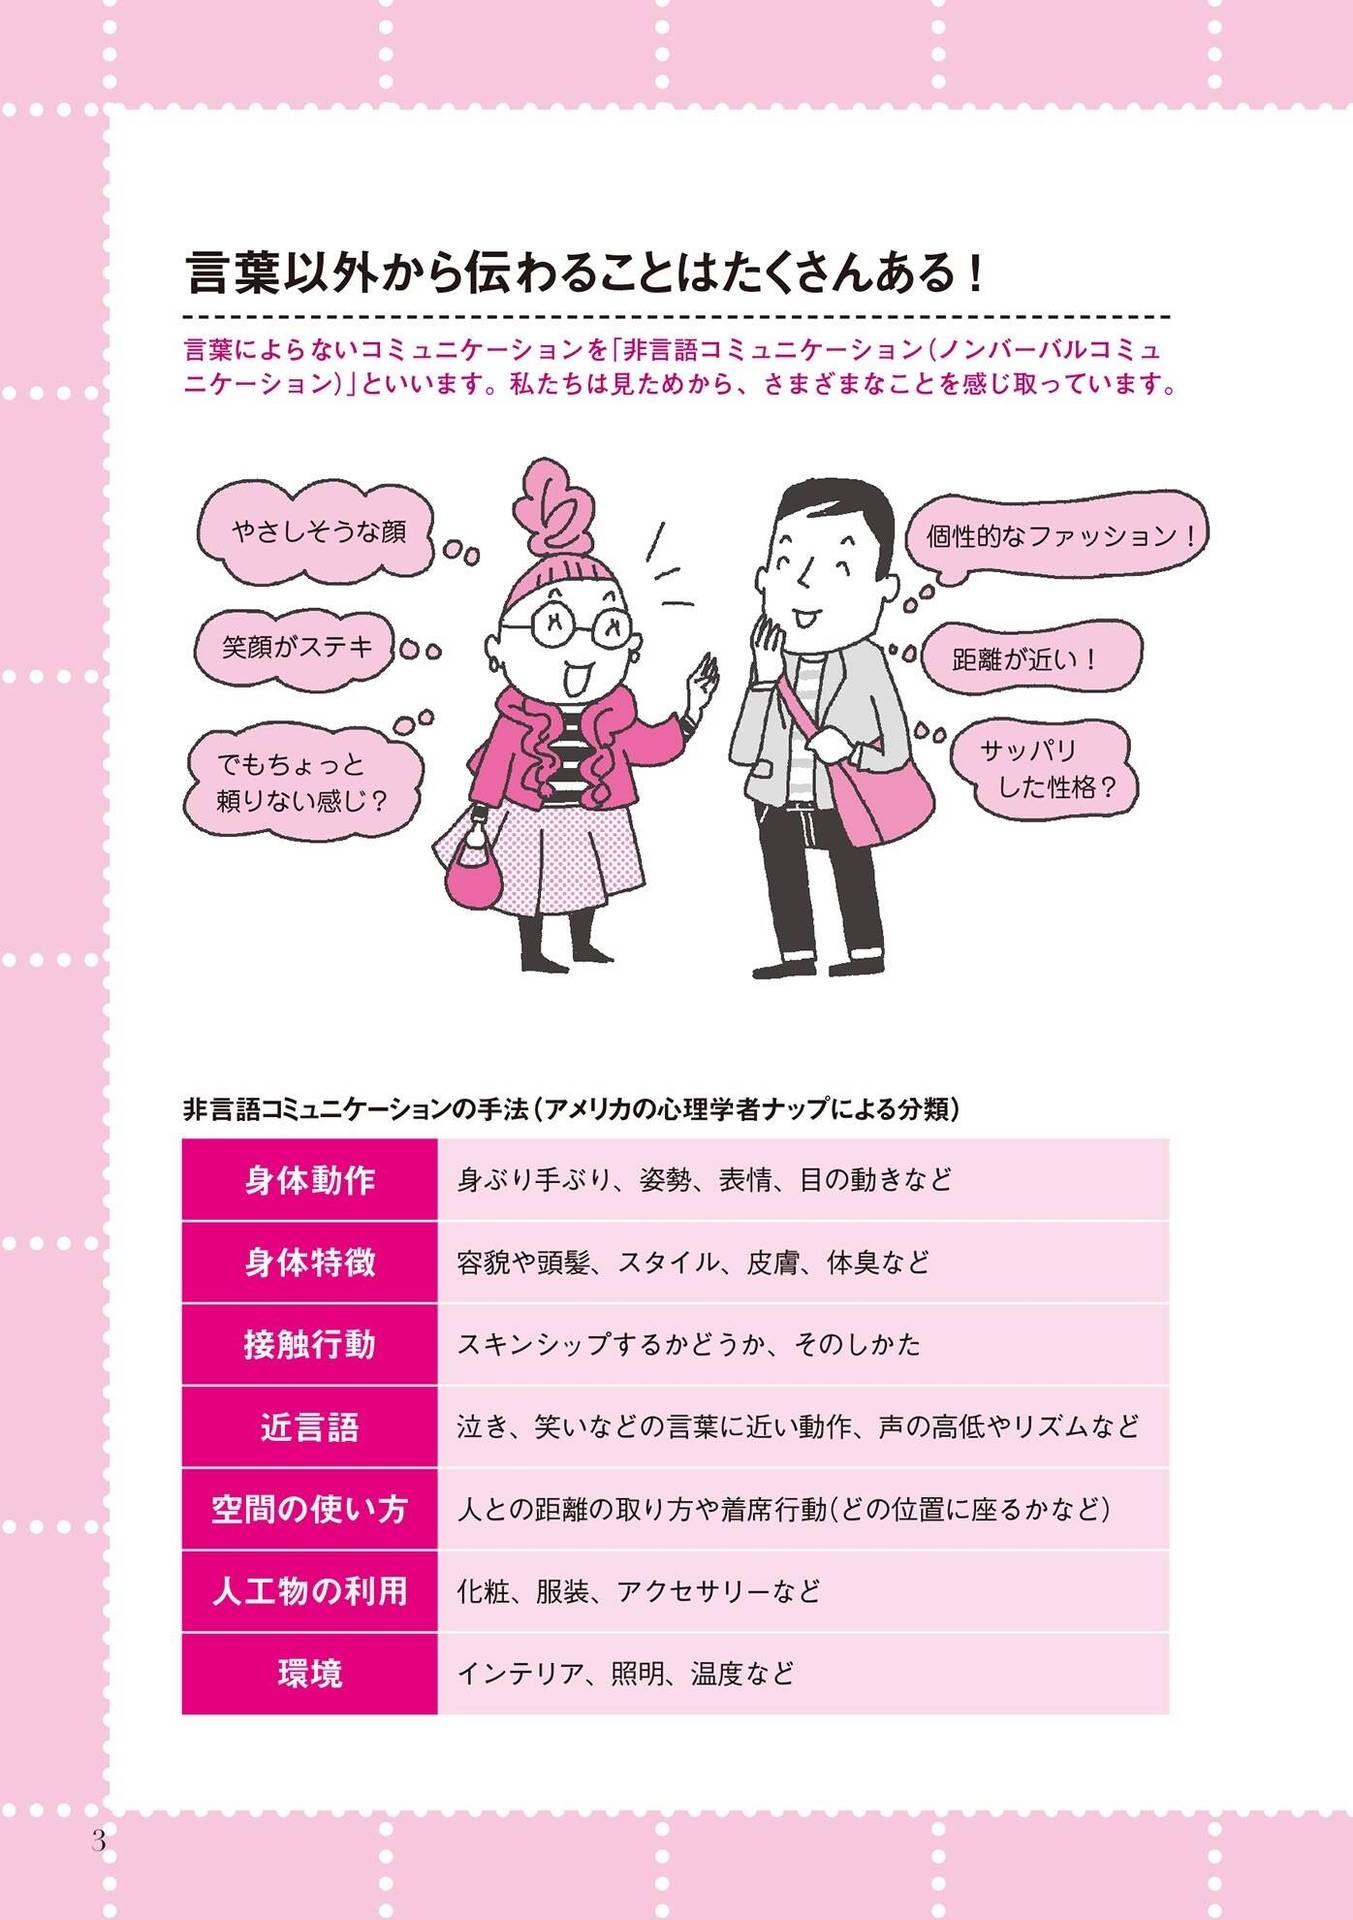 言葉以外から伝わることはたくさんある！
言葉によらないコミュニケーションを「非言語コミュニケーション（ノンバーバルコミュ
ニケーション）」といいます。私たちは見ためから、さまざまなことを感じ取っています。
やさしそうな顔
笑顔がステキ
でもちょっと
頼りない感じ？
個性的なファッション！
距離が近い！
サッパリ
した性格？
非言語コミュニケーションの手法（アメリカの心理学者ナップによる分類）
身体動作 身ぶり手ぶり、姿勢、表情、目の動きなど
身体特徴 容貌や頭髪、スタイル、皮膚、体臭など
接触行動 スキンシップするかどうか、そのしかた
近言語 泣き、笑いなどの言葉に近い動作、声の高低やリズムなど
空間の使い方 人との距離の取り方や着席行動（どの位置に座るかなど）
人工物の利用 化粧、服装、アクセサリーなど
環境 インテリア、照明、温度など
3